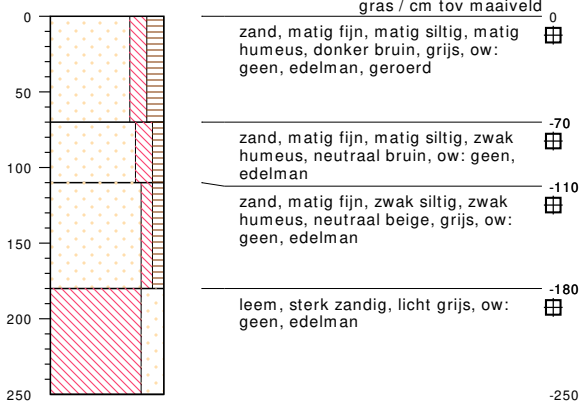 gras / cm tov maaiveld
0
0
zand, matig fijn, matig siltig, matig
humeus, donker bruin, grijs, ow:
geen, edelman, geroerd
50
-70
zand, matig fijn, matig siltig, zwak
humeus, neutraal bruin, ow: geen,
edelman
100
-110
zand, matig fijn, zwak siltig, zwak
humeus, neutraal beige, grijs, ow:
geen, edelman
150
-180
leem, sterk zandig, licht grijs, ow:
geen, edelman
200
250
-250